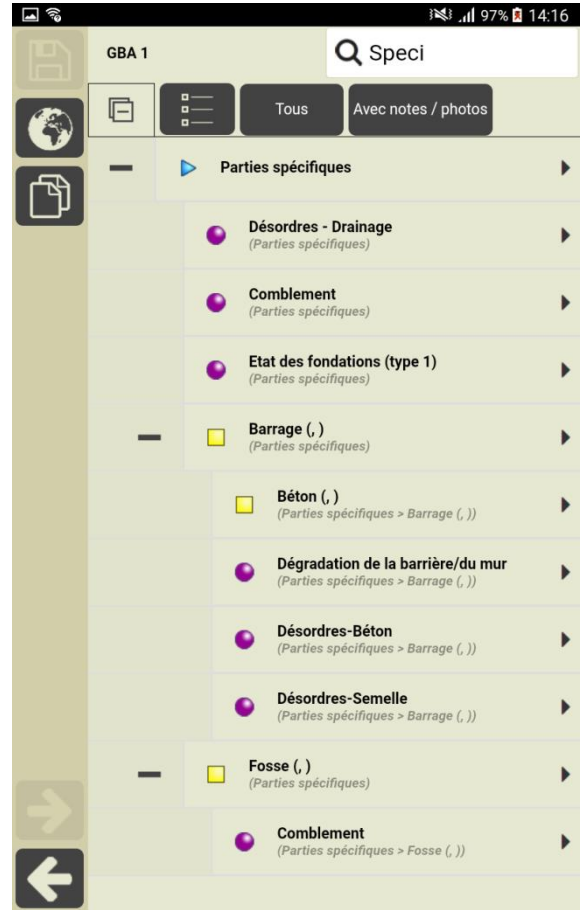 97% 14:16
GBA 1
Speci
Tous
Avec notes / photos
Parties spécifiques
Désordres - Drainage
(Parties spécifiques)
Comblement
(Parties spécifiques)
Etat des fondations (type 1)
(Parties spécifiques)
Barrage (, )
(Parties spécifiques)
Béton (, )
(Parties spécifiques > Barrage (, ))
Dégradation de la barrière/du mur
(Parties spécifiques > Barrage (, ))
Désordres-Béton
(Parties spécifiques > Barrage (, ))
Désordres-Semelle
(Parties spécifiques > Barrage (, ))
Fosse (, )
(Parties spécifiques)
Comblement
(Parties spécifiques > Fosse (, ))